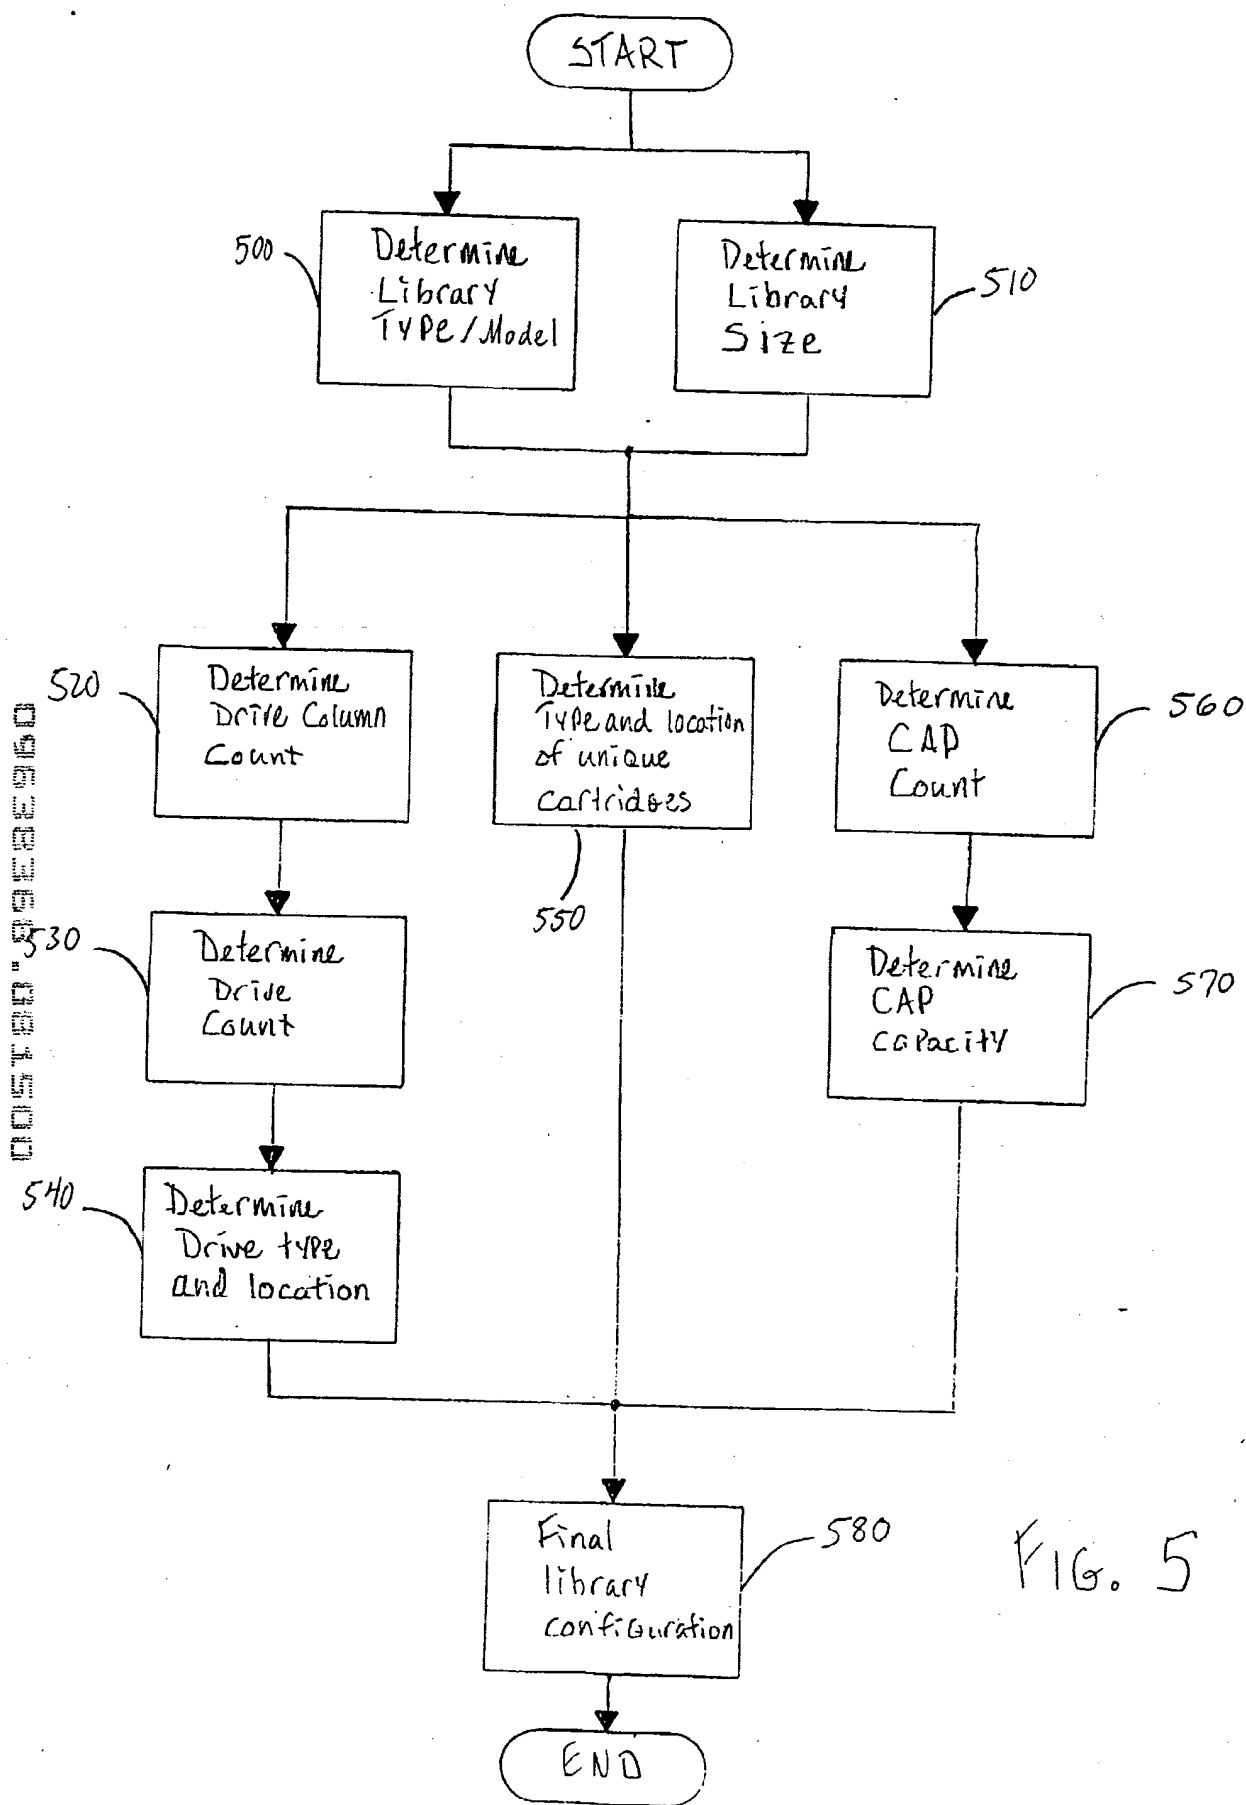 START
500
Determine
Library
Type/Model
Determine
Library
Size
510
520
Determine
Drive Column
Count
Determine
Type and location
of unique
cartridges
550
Determine
CAP
Count
560
530
Determine
Drive
Count
Determine
CAP
capacity
570
540
Determine
Drive type
and location
Final
library
configuration
580
END
FIG. 5